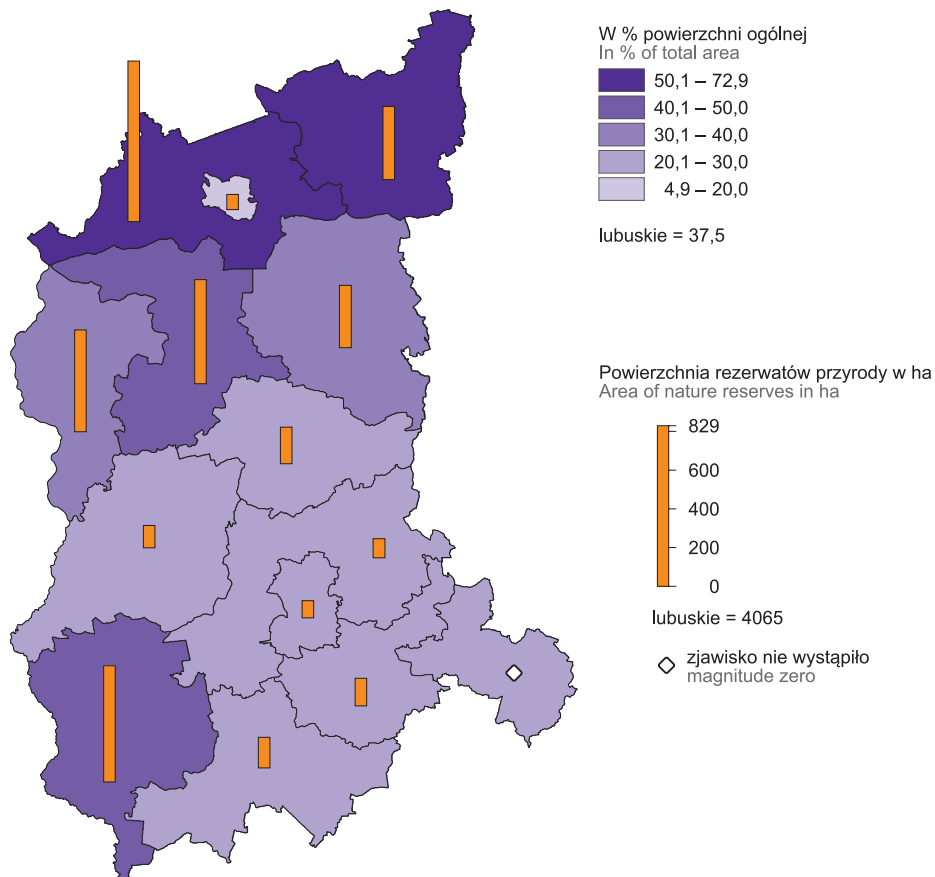 W % powierzchni ogólnej
In % of total area
50,1 – 72,9
40,1 – 50,0
30,1 – 40,0
20,1 – 30,0
4,9 – 20,0
lubuskie = 37,5
Powierzchnia rezerwatów przyrody w ha
Area of nature reserves in ha
829
600
400
200
0
lubuskie = 4065
zjawisko nie wystąpiło
magnitude zero